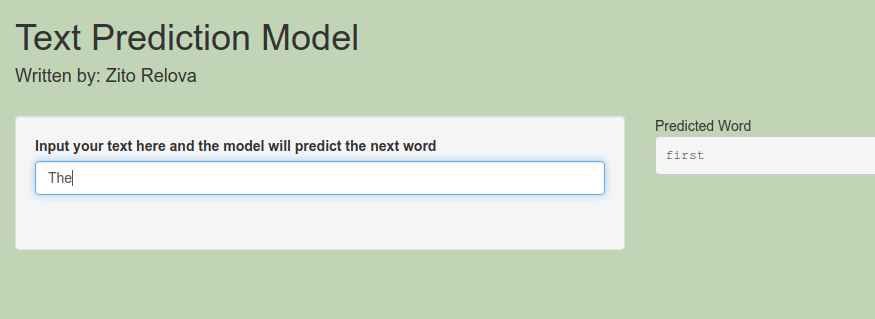 Text Prediction Model
Written by: Zito Relova
Input your text here and the model will predict the next word
The
Predicted Word
first